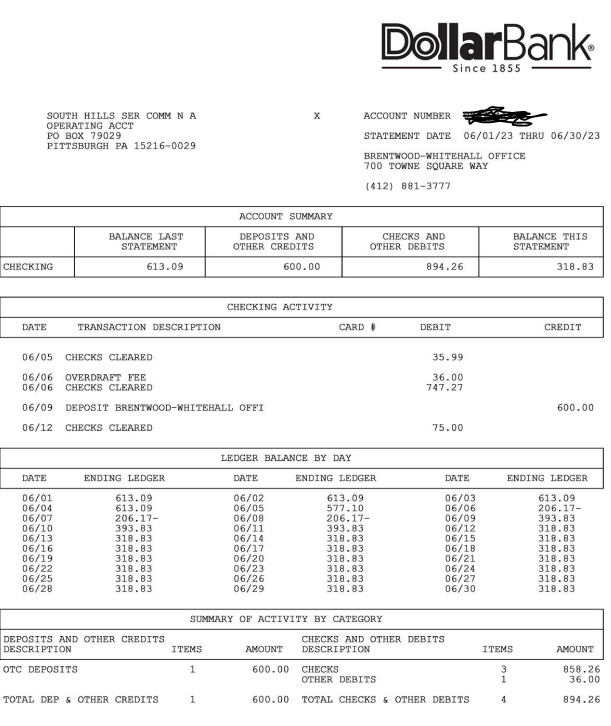 DollarBank®
Since 1855
SOUTH HILLS SER COMM N A X ACCOUNT NUMBER
OPERATING ACCT
PO BOX 79029 STATEMENT DATE 06/01/23 THRU 06/30/23
PITTSBURGH PA 15216-0029
BRENTWOOD-WHITEHALL OFFICE
700 TOWNE SQUARE WAY
(412) 881-3777
ACCOUNT SUMMARY
BALANCE LAST DEPOSITS AND CHECKS AND BALANCE THIS
STATEMENT OTHER CREDITS OTHER DEBITS STATEMENT
CHECKING 613.09 600.00 894.26 318.83
CHECKING ACTIVITY
DATE TRANSACTION DESCRIPTION CARD # DEBIT CREDIT
06/05 CHECKS CLEARED 35.99
06/06 OVERDRAFT FEE 36.00
06/06 CHECKS CLEARED 747.27
06/09 DEPOSIT BRENTWOOD-WHITEHALL OFFI 600.00
06/12 CHECKS CLEARED 75.00
LEDGER BALANCE BY DAY
DATE ENDING LEDGER DATE ENDING LEDGER DATE ENDING LEDGER
06/01 613.09 06/02 613.09 06/03 613.09
06/04 613.09 06/05 577.10 06/06 206.17-
06/07 206.17- 06/08 206.17- 06/09 393.83
06/10 393.83 06/11 393.83 06/12 318.83
06/13 318.83 06/14 318.83 06/15 318.83
06/16 318.83 06/17 318.83 06/18 318.83
06/19 318.83 06/20 318.83 06/21 318.83
06/22 318.83 06/23 318.83 06/24 318.83
06/25 318.83 06/26 318.83 06/27 318.83
06/28 318.83 06/29 318.83 06/30 318.83
SUMMARY OF ACTIVITY BY CATEGORY
DEPOSITS AND OTHER CREDITS CHECKS AND OTHER DEBITS
DESCRIPTION ITEMS AMOUNT DESCRIPTION ITEMS AMOUNT
OTC DEPOSITS 1 600.00 CHECKS 3 858.26
OTHER DEBITS 1 36.00
TOTAL DEP & OTHER CREDITS 1 600.00 TOTAL CHECKS & OTHER DEBITS 4 894.26